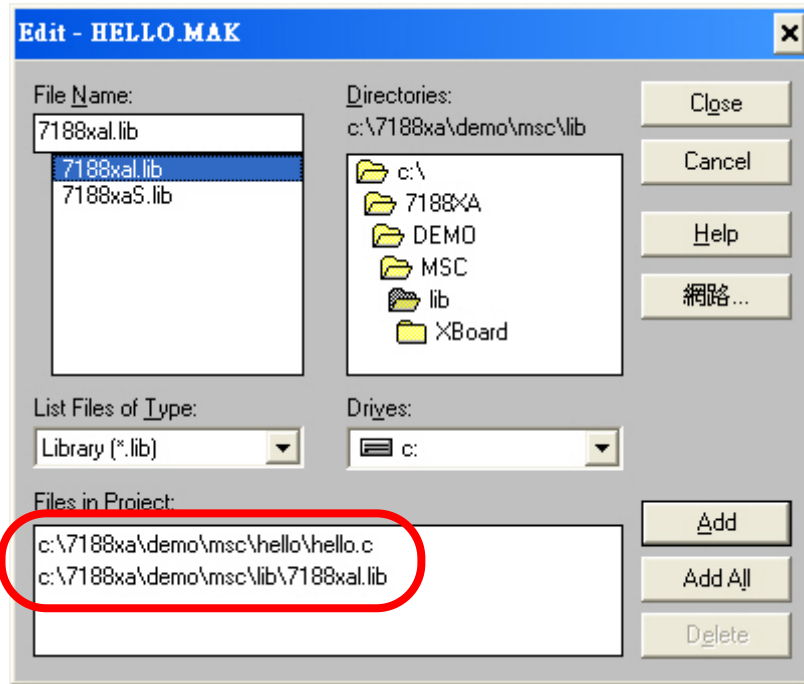 Edit - HELLO.MAK
File Name:
7188xal.lib
7188xal.lib
7188xaS.lib
List Files of Type:
Library (*.lib)
Directories:
c:\7188xa\demo\msc\lib
c:\
7188XA
DEMO
MSC
lib
XBoard
Drives:
c:
Close
Cancel
Help
網路...
Files in Project:
c:\7188xa\demo\msc\hello\hello.c
c:\7188xa\demo\msc\lib\7188xal.lib
Add
Add All
Delete